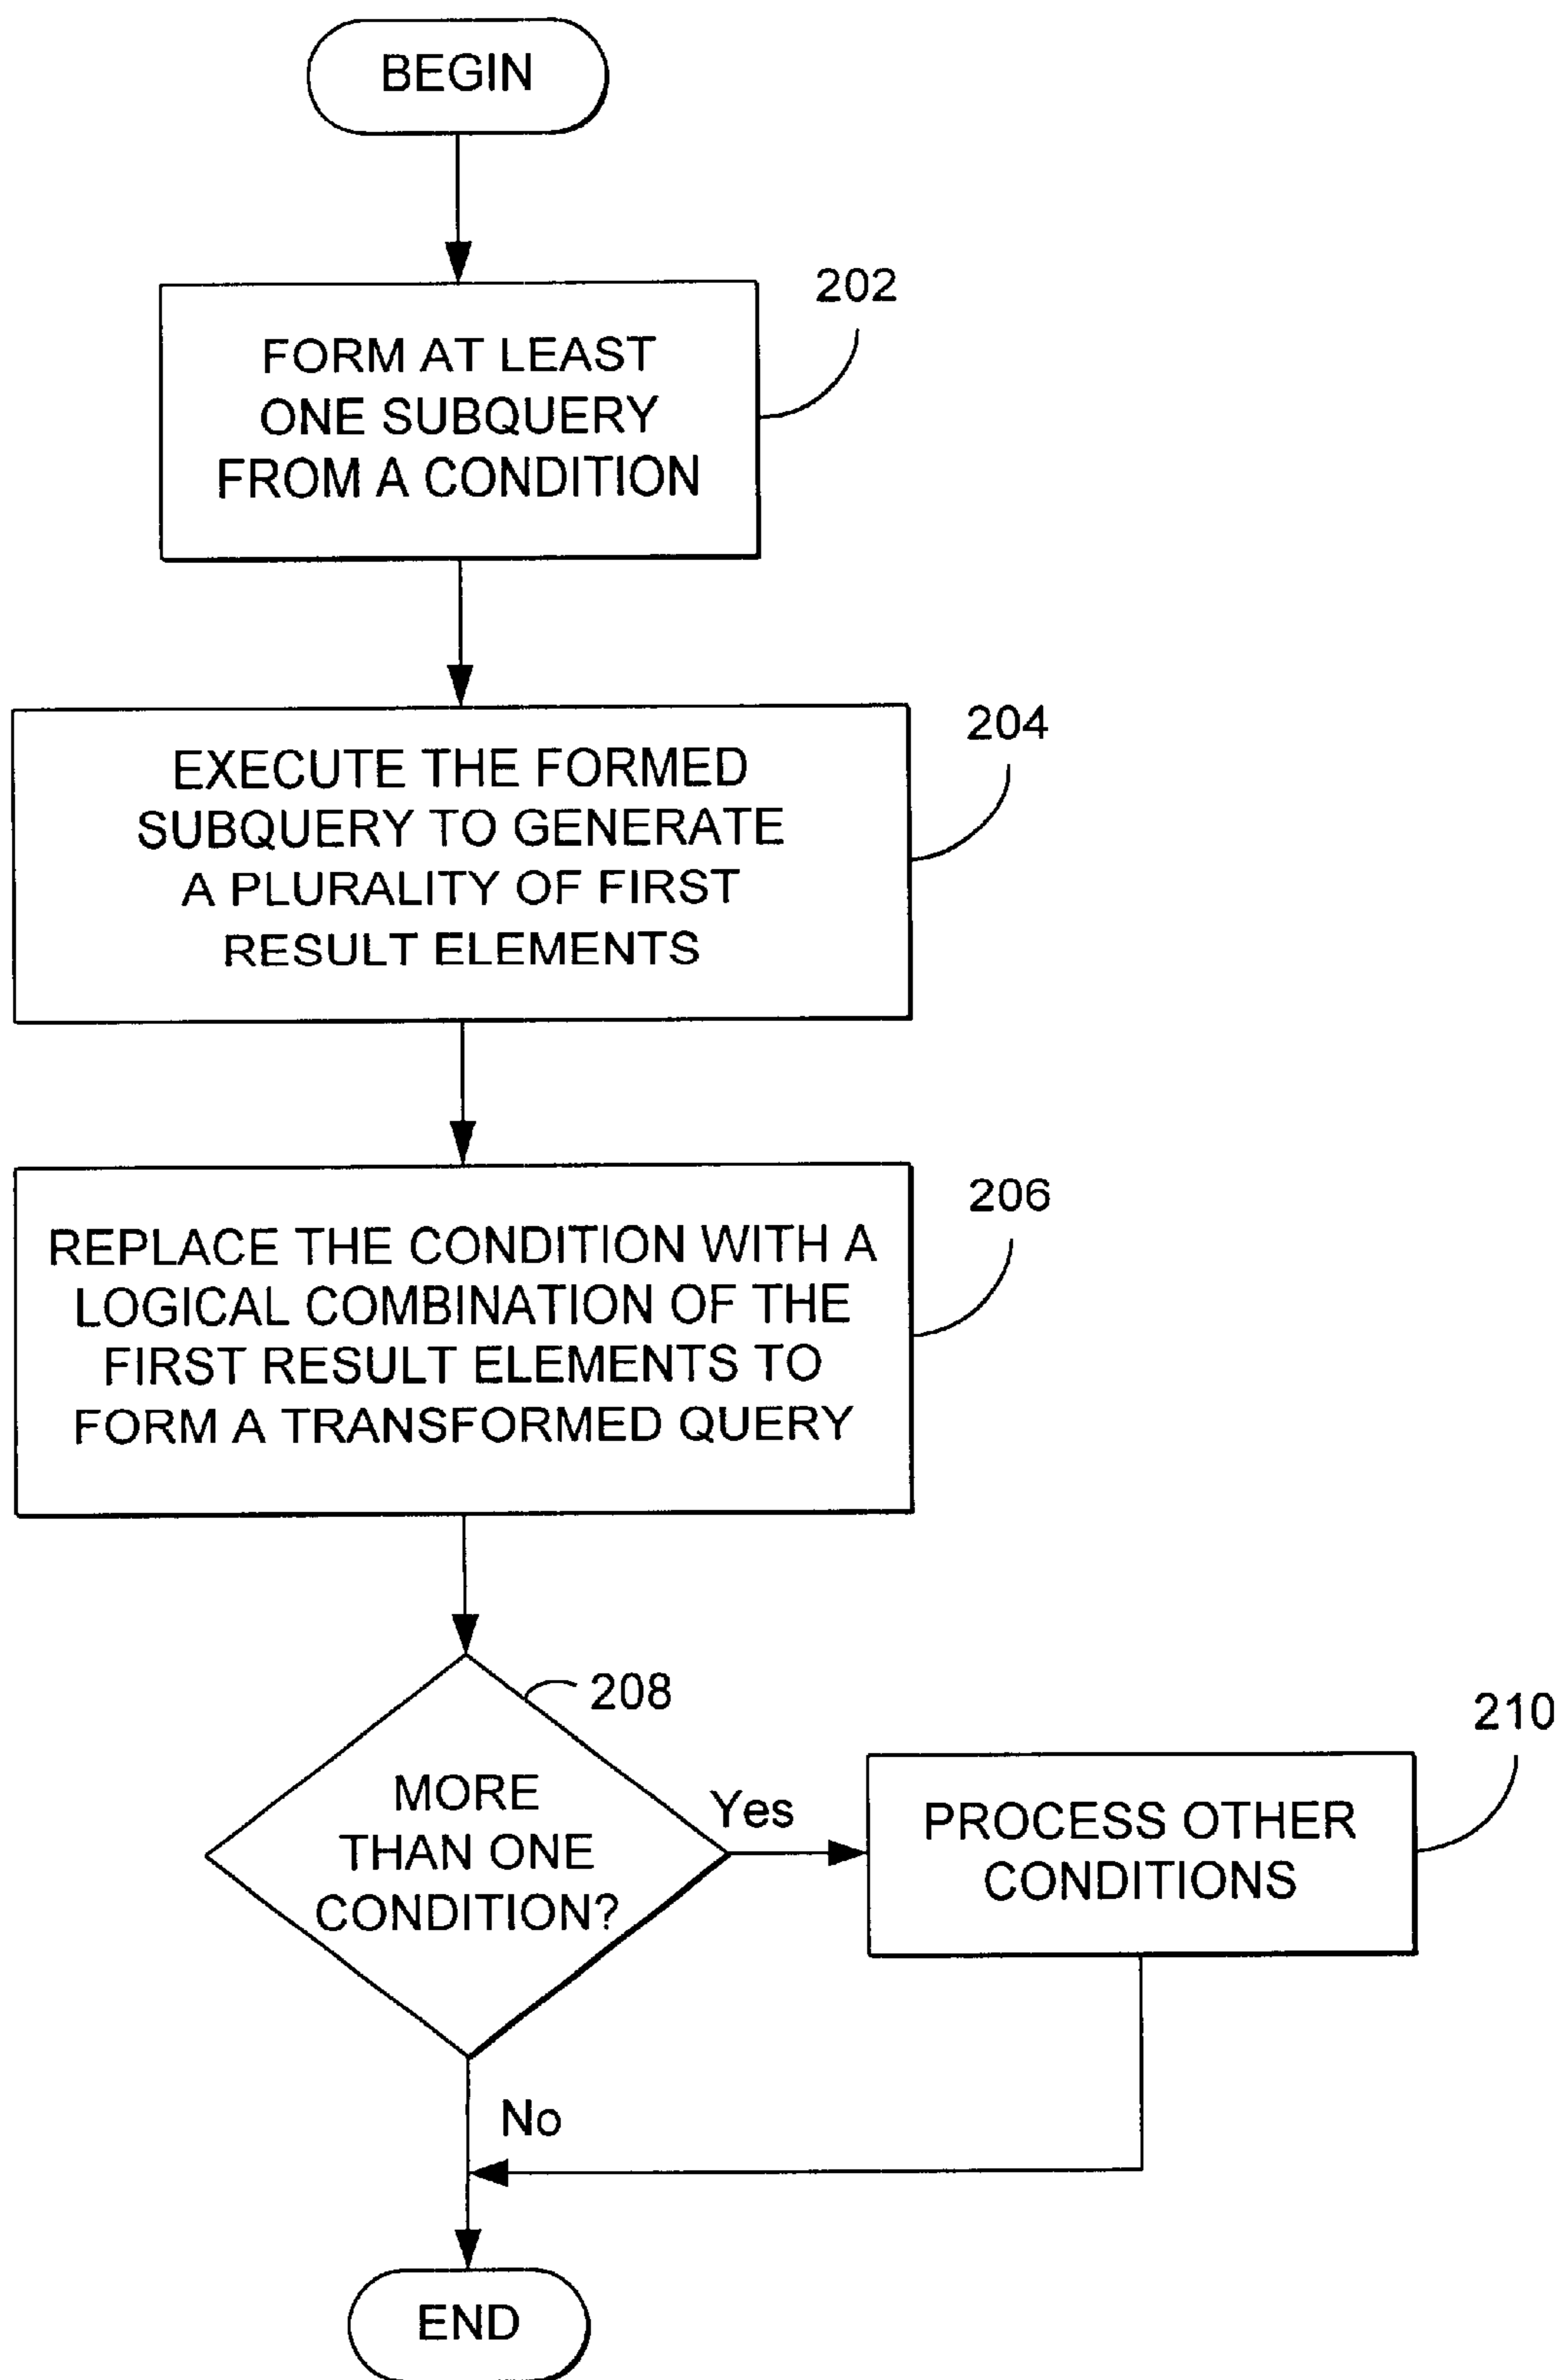 BEGIN
202
FORM AT LEAST
ONE SUBQUERY
FROM A CONDITION
204
EXECUTE THE FORMED
SUBQUERY TO GENERATE
A PLURALITY OF FIRST
RESULT ELEMENTS
206
REPLACE THE CONDITION WITH A
LOGICAL COMBINATION OF THE
FIRST RESULT ELEMENTS TO
FORM A TRANSFORMED QUERY
208
MORE
THAN ONE
CONDITION?
Yes
210
PROCESS OTHER
CONDITIONS
No
END